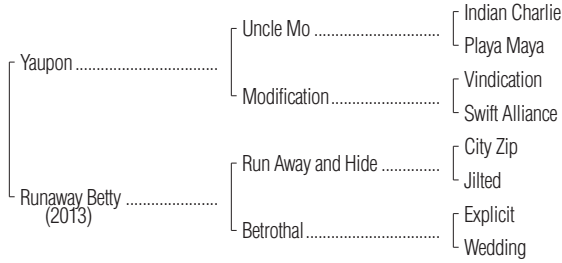 Indian Charlie
Uncle Mo ..................................
Playa Maya
Yaupon ......................................
Vindication
Modification.............................
Swift Alliance
City Zip
Run Away and Hide ...............
Jilted
Runaway Betty ........................
(2013)
Explicit
Betrothal....................................
Wedding